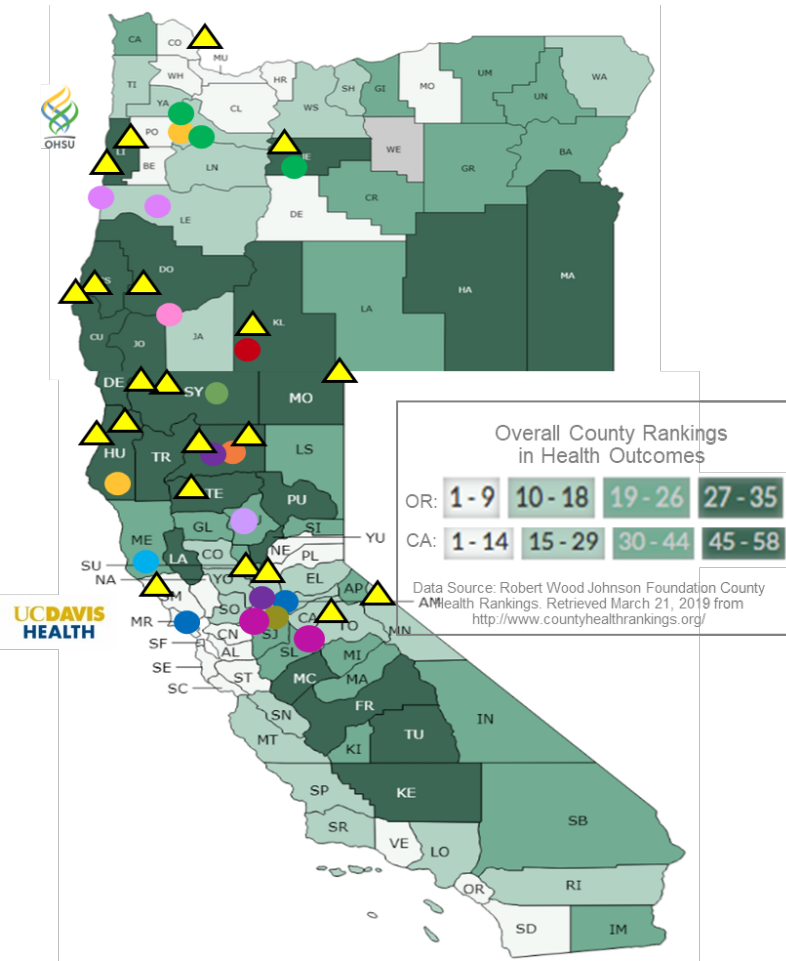 CA
CO
MU
HR
WH
TI
YA
CL
WS
SH
GI
MO
UM
UN
WA
OHSU
PO
LI
BE
LN
WE
GR
BA
CR
LE
DE
DO
HA
MA
LA
CU
JO
JA
KL
DE
SY
MO
Overall County Rankings
in Health Outcomes
OR: 1 - 9 10 - 18 19 - 26 27 - 35
CA: 1 - 14 15 - 29 30 - 44 45 - 58
Data Source: Robert Wood Johnson Foundation County
Health Rankings. Retrieved March 21, 2019 from
http://www.countyhealthrankings.org/
HU
TR
LS
TE
PU
GL
SI
YU
ME
LA
CO
NE
PL
SU
NA
YO
EL
AP
AM
SO
CA
TO
MN
UC DAVIS
HEALTH
MR
SF
CN
AL
SJ
SL
SE
ST
SC
MI
MA
MC
SN
MT
FR
IN
KI
TU
SP
KE
SB
SR
VE
LO
OR
RI
SD
IM